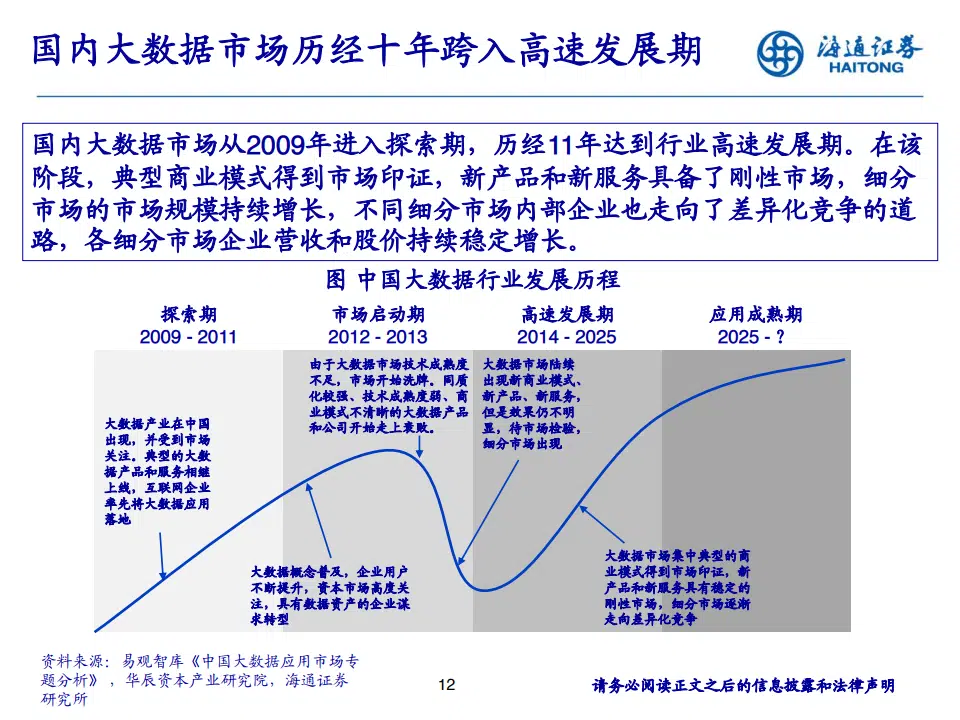 国内大数据市场历经十年跨入高速发展期
海通证券
HAITONG
国内大数据市场从2009年进入探索期，历经11年达到行业高速发展期。在该
阶段，典型商业模式得到市场印证，新产品和新服务具备了刚性市场，细分
市场的市场规模持续增长，不同细分市场内部企业也走向了差异化竞争的道
路，各细分市场企业营收和股价持续稳定增长。
图 中国大数据行业发展历程
探索期
2009 - 2011
市场启动期
2012 - 2013
高速发展期
2014 - 2025
应用成熟期
2025 - ？
大数据产业在中国
出现，并受到市场
关注。典型的大数
据产品和服务相继
上线，互联网企业
率先将大数据应用
落地
由于大数据市场技术成熟度
不足，市场开始洗牌。同质
化较强、技术成熟度弱、商
业模式不清晰的大数据产品
和公司开始走上衰败。
大数据市场陆续
出现新商业模式、
新产品、新服务，
但是效果仍不明
显，待市场检验，
细分市场出现
大数据概念普及，企业用户
不断提升，资本市场高度关
注，具有数据资产的企业谋
求转型
大数据市场集中典型的商
业模式得到市场印证，新
产品和新服务具有稳定的
刚性市场，细分市场逐渐
走向差异化竞争
资料来源：易观智库《中国大数据应用市场专
题分析》，华辰资本产业研究院，海通证券
研究所
12
请务必阅读正文之后的信息披露和法律声明